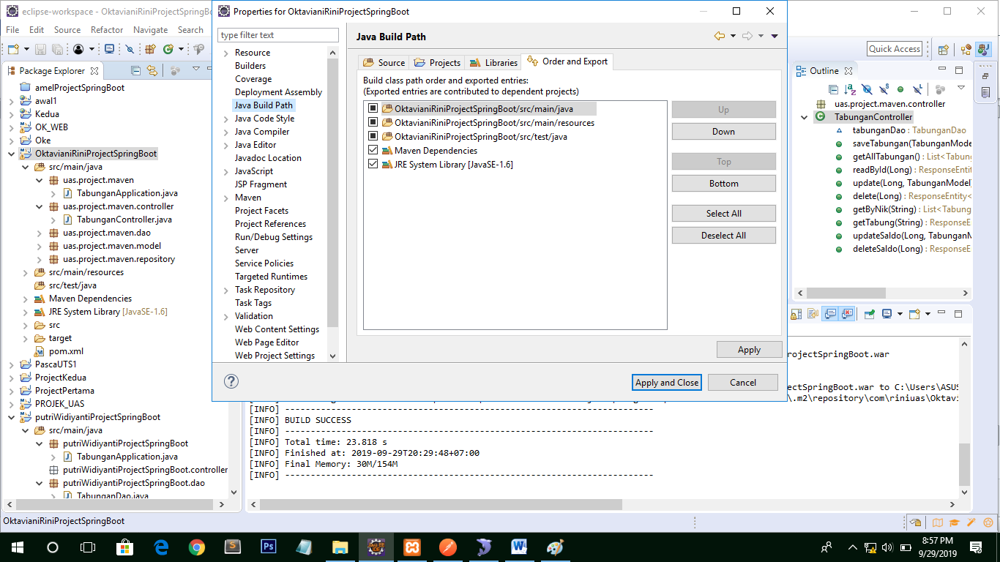 eclipse-workspace - OktavianiRiniProjectSpringBo
File Edit Source Refactor Navigate Search
Quick Access
Package Explorer
amelProjectSpringBoot
awal1
Kedua
OK_WEB
Oke
OktavianiRiniProjectSpringBoot
src/main/java
uas.project.maven
TabunganApplication.java
uas.project.maven.controller
TabunganController.java
uas.project.maven.dao
uas.project.maven.model
uas.project.maven.repository
src/main/resources
src/test/java
Maven Dependencies
JRE System Library [JavaSE-1.6]
src
target
pom.xml
PascaUTS1
ProjectKedua
ProjectPertama
PROJEK_UAS
putriWidiyantiProjectSpringBoot
src/main/java
putriWidiyantiProjectSpringBoot
TabunganApplication.java
putriWidiyantiProjectSpringBoot.controller
putriWidiyantiProjectSpringBoot.dao
TabunganDao.java
Properties for OktavianiRiniProjectSpringBoot
type filter text
Resource
Builders
Coverage
Deployment Assembly
Java Build Path
Java Code Style
Java Compiler
Java Editor
Javadoc Location
JavaScript
JSP Fragment
Maven
Project Facets
Project References
Run/Debug Settings
Server
Service Policies
Targeted Runtimes
Task Repository
Task Tags
Validation
Web Content Settings
Web Page Editor
Web Project Settings
Java Build Path
Source Projects Libraries Order and Export
Build class path order and exported entries:
(Exported entries are contributed to dependent projects)
OktavianiRiniProjectSpringBoot/src/main/java
OktavianiRiniProjectSpringBoot/src/main/resources
OktavianiRiniProjectSpringBoot/src/test/java
Maven Dependencies
JRE System Library [JavaSE-1.6]
Up
Down
Top
Bottom
Select All
Deselect All
Apply
Apply and Close Cancel
Outline
uas.project.maven.controller
TabunganController
tabunganDao : TabunganDao
saveTabungan(TabunganMode
getAllTabungan() : List<Tabung
readById(Long) : ResponseEntit
update(Long, TabunganModel)
delete(Long) : ResponseEntity<
getByNik(String) : List<Tabung
getTabung(String) : ResponseE
updateSaldo(Long, TabunganM
deleteSaldo(Long) : ResponseE
rojectSpringBoot.war
ectSpringBoot.war to C:\Users\ASUS
\.m2\repository\com\riniuas\Oktavi
[INFO] ------------------------------------------------------------------------
[INFO] BUILD SUCCESS
[INFO] ------------------------------------------------------------------------
[INFO] Total time: 23.818 s
[INFO] Finished at: 2019-09-29T20:29:48+07:00
[INFO] Final Memory: 30M/154M
[INFO] ------------------------------------------------------------------------
OktavianiRiniProjectSpringBoot
8:57 PM
9/29/2019